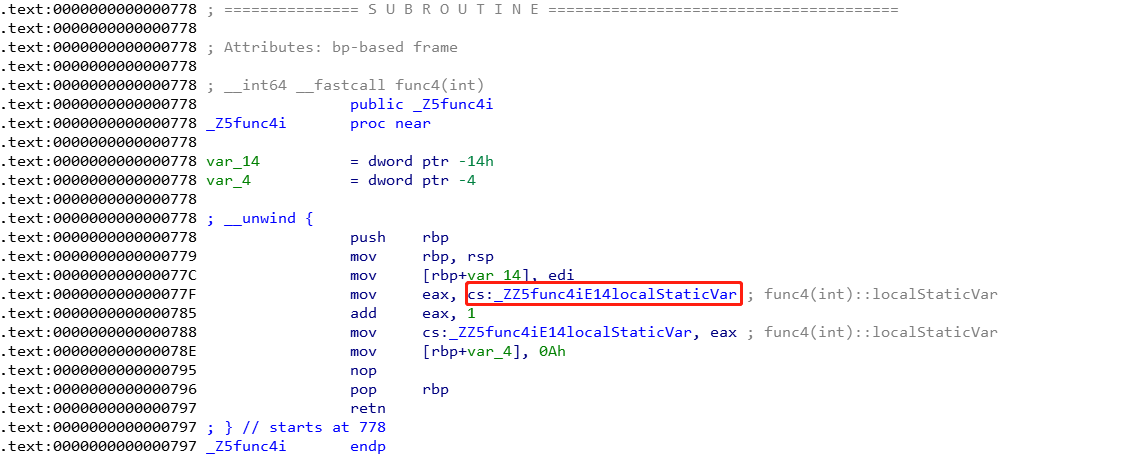 .text:0000000000000778 ; =============== S U B R O U T I N E =======================================
.text:0000000000000778
.text:0000000000000778 ; Attributes: bp-based frame
.text:0000000000000778
.text:0000000000000778 ; __int64 __fastcall func4(int)
.text:0000000000000778                 public _Z5func4i
.text:0000000000000778 _Z5func4i       proc near
.text:0000000000000778
.text:0000000000000778 var_14          = dword ptr -14h
.text:0000000000000778 var_4           = dword ptr -4
.text:0000000000000778
.text:0000000000000778 ; __unwind {
.text:0000000000000778                 push    rbp
.text:0000000000000779                 mov     rbp, rsp
.text:000000000000077C                 mov     [rbp+var_14], edi
.text:000000000000077F                 mov     eax, cs:_ZZ5func4iE14localStaticVar ; func4(int)::localStaticVar
.text:0000000000000785                 add     eax, 1
.text:0000000000000788                 mov     cs:_ZZ5func4iE14localStaticVar, eax ; func4(int)::localStaticVar
.text:000000000000078E                 mov     [rbp+var_4], 0Ah
.text:0000000000000795                 nop
.text:0000000000000796                 pop     rbp
.text:0000000000000797                 retn
.text:0000000000000797 ; } // starts at 778
.text:0000000000000797 _Z5func4i       endp